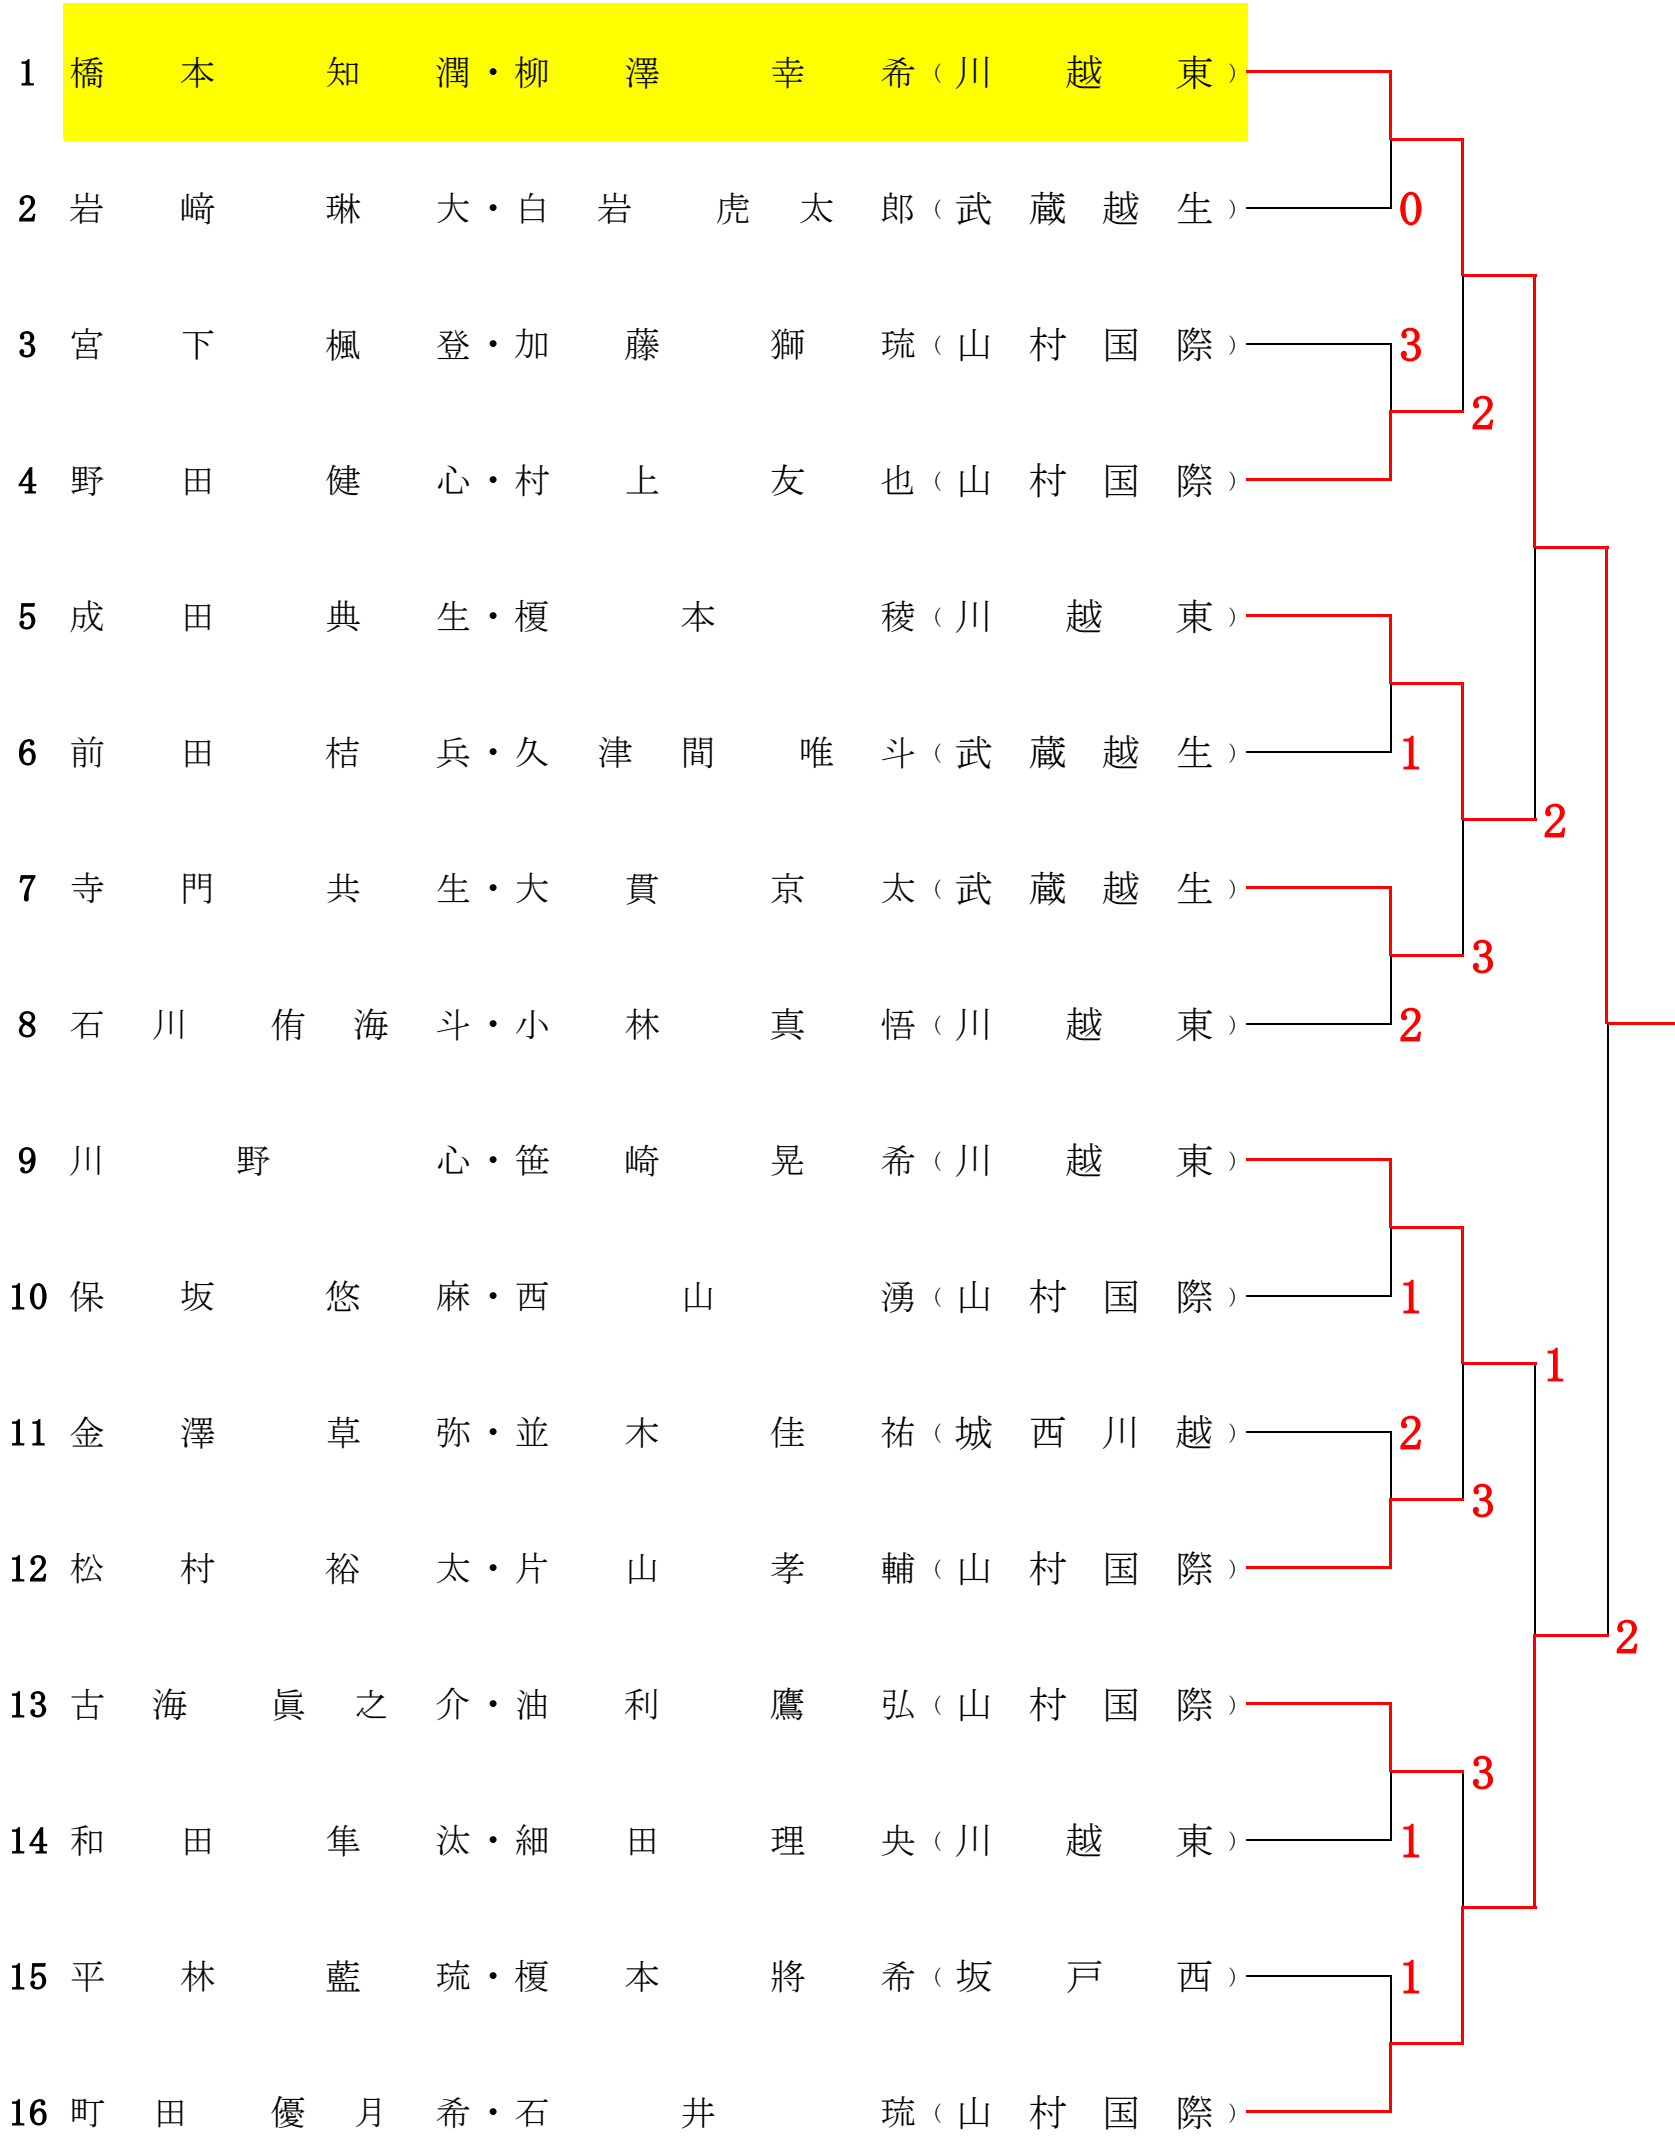 1 橋本知潤・柳澤幸希(川越東)
2 岩﨑琳大・白岩虎太郎(武蔵越生) 0
3 宮下楓登・加藤獅琉(山村国際) 3
2
4 野田健心・村上友也(山村国際)
5 成田典生・榎本稜(川越東)
6 前田桔兵・久津間唯斗(武蔵越生) 1
2
7 寺門共生・大貫京太(武蔵越生)
3
8 石川侑海斗・小林真悟(川越東) 2
9 川野心・笹崎晃希(川越東)
10 保坂悠麻・西山湧(山村国際) 1
1
11 金澤草弥・並木佳祐(城西川越) 2
3
12 松村裕太・片山孝輔(山村国際)
2
13 古海眞之介・油利鷹弘(山村国際)
3
14 和田隼汰・細田理央(川越東) 1
15 平林藍琉・榎本將希(坂戸西) 1
16 町田優月希・石井琉(山村国際)